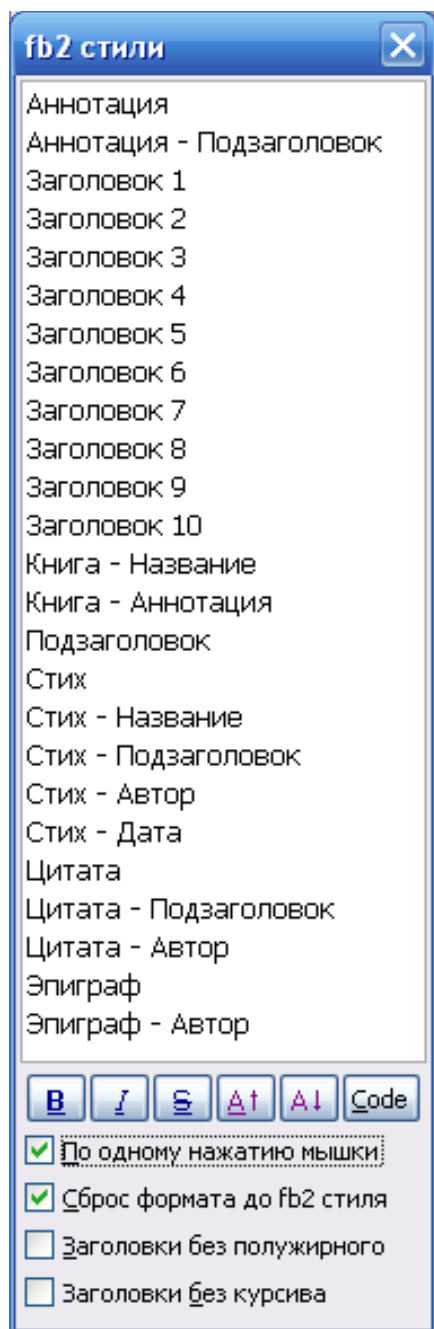 fb2 стили
Аннотация
Аннотация - Подзаголовок
Заголовок 1
Заголовок 2
Заголовок 3
Заголовок 4
Заголовок 5
Заголовок 6
Заголовок 7
Заголовок 8
Заголовок 9
Заголовок 10
Книга - Название
Книга - Аннотация
Подзаголовок
Стих
Стих - Название
Стих - Подзаголовок
Стих - Автор
Стих - Дата
Цитата
Цитата - Подзаголовок
Цитата - Автор
Эпиграф
Эпиграф - Автор
B I S A↑ A↓ Code
По одному нажатию мышки
Сброс формата до fb2 стиля
Заголовки без полужирного
Заголовки без курсива